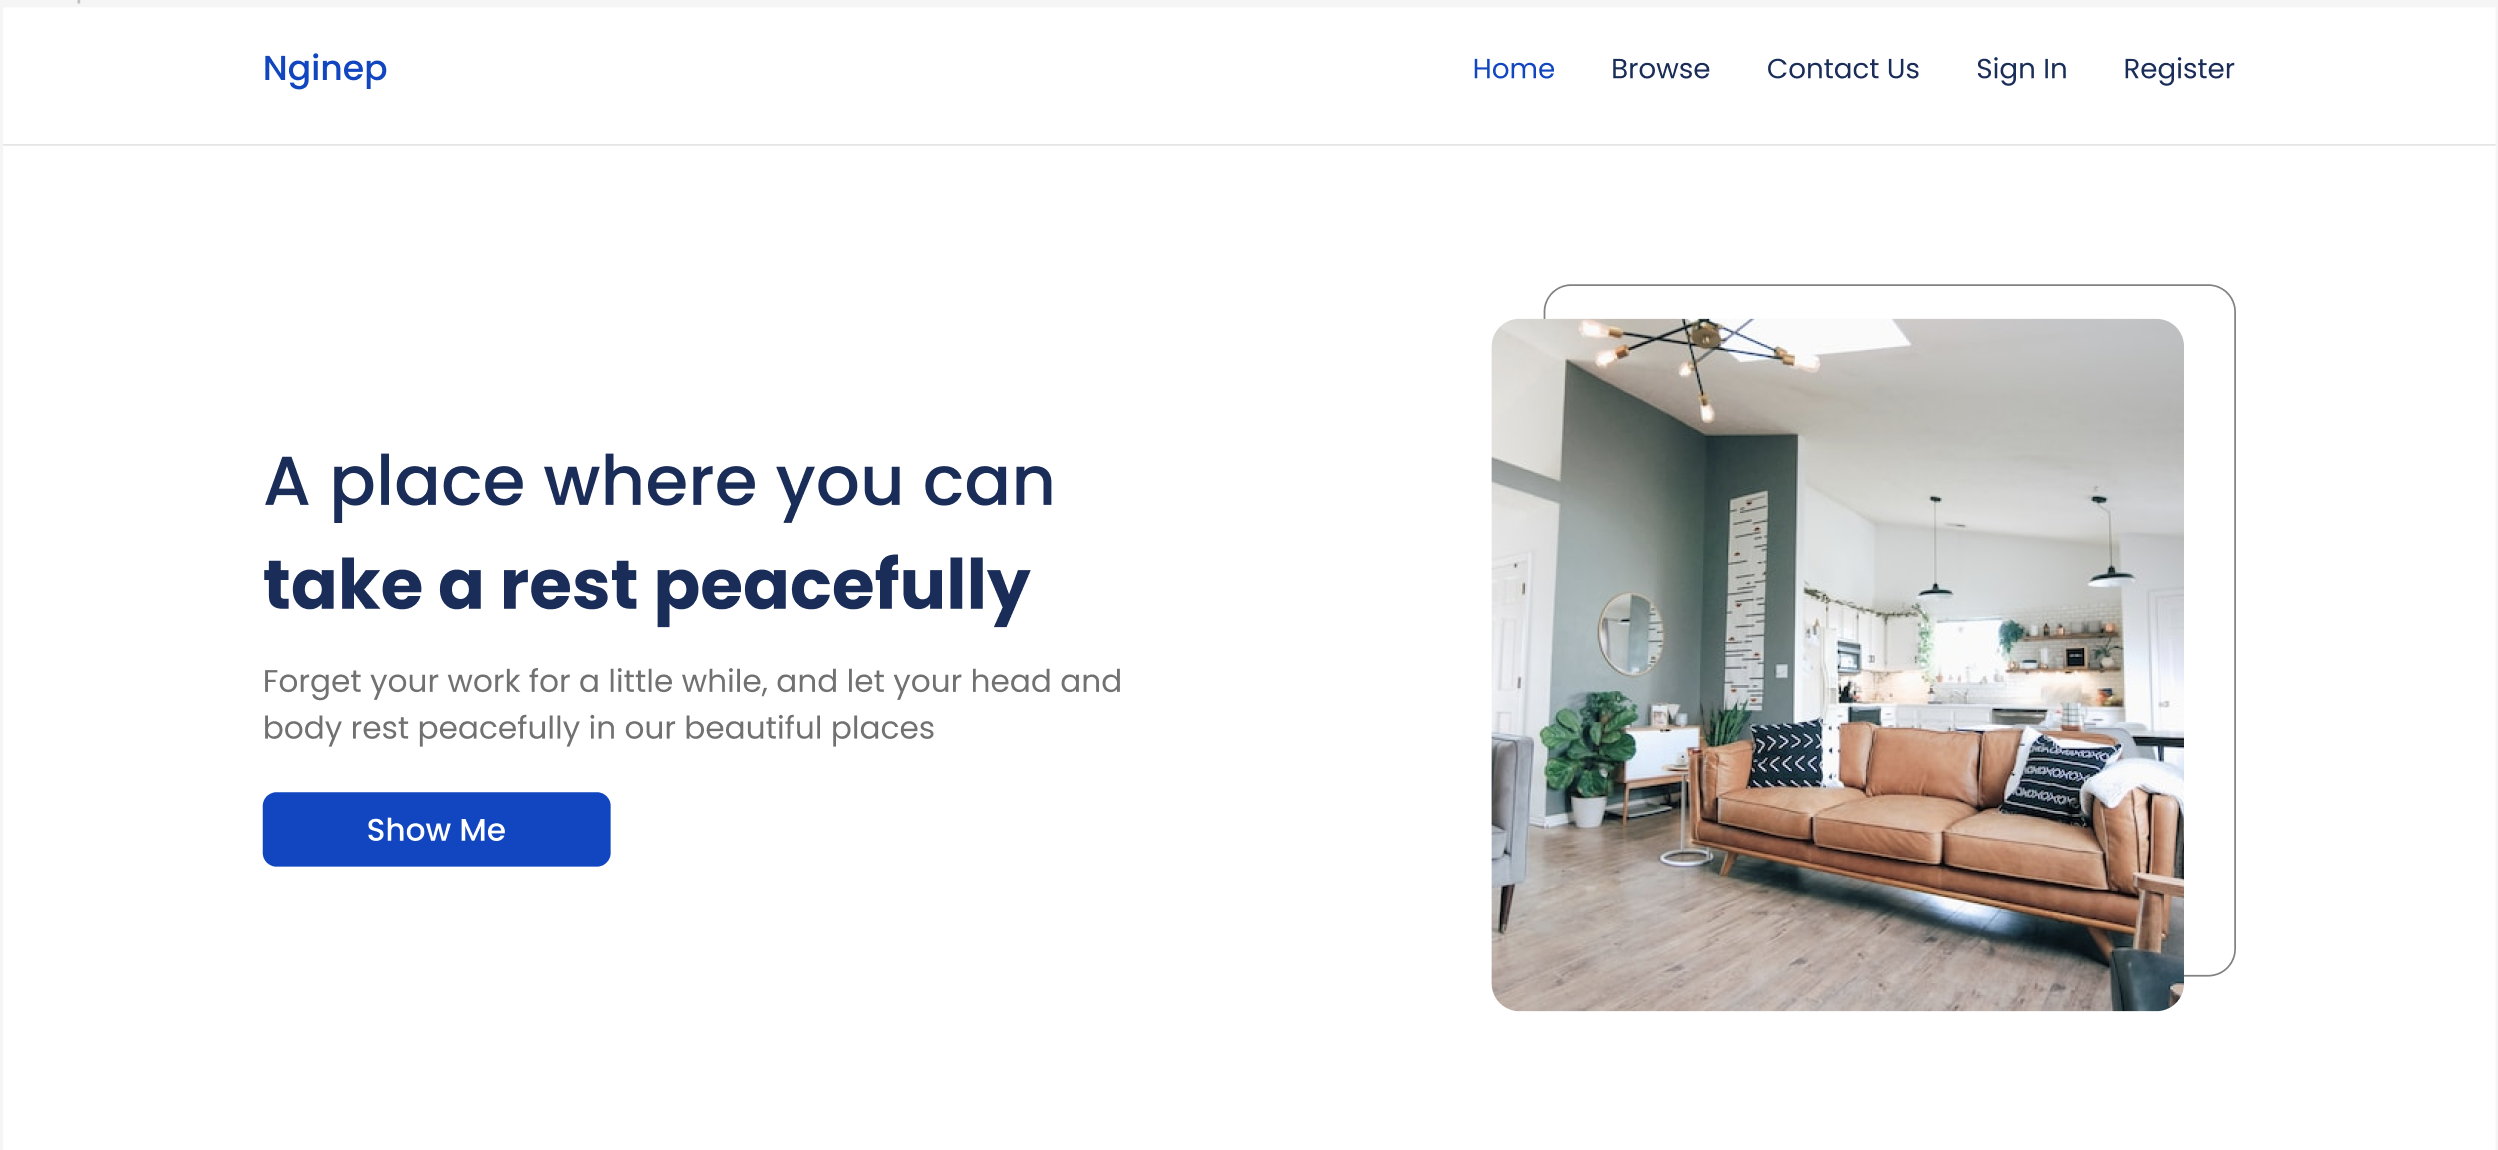 Nginep
Home Browse Contact Us Sign In Register
A place where you can
take a rest peacefully
Forget your work for a little while, and let your head and
body rest peacefully in our beautiful places
Show Me